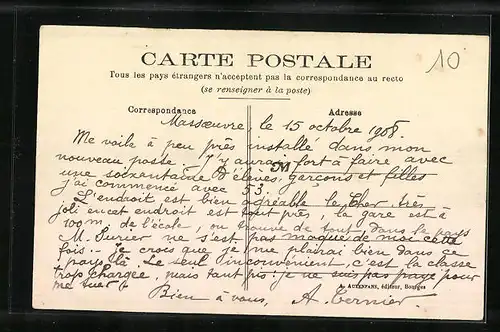 10
CARTE POSTALE
Tous les pays étrangers n'acceptent pas la correspondance au recto
(se renseigner à la poste)
Correspondance Adresse
Massœuvre, le 15 octobre 1908.
Me voilà à peu près installé dans mon
nouveau poste. J'y aurai fort à faire avec
une soixantaine d'élèves, garçons et filles
j'ai commencé avec 53.
L'endroit est bien agréable le Cher très
joli en cet endroit est tout près, la gare est à
100m de l'école, on trouve de tout dans le pays
M. ne s'est pas moqué de moi cette
fois. Je crois que je me plairai bien dans ce
pays là. Le seul inconvénient c'est la classe
trop chargée, mais tant pis: je ne suis pas payé pour
me tuer
Bien à vous, A.
A. AUXENFANS, éditeur, Bourges